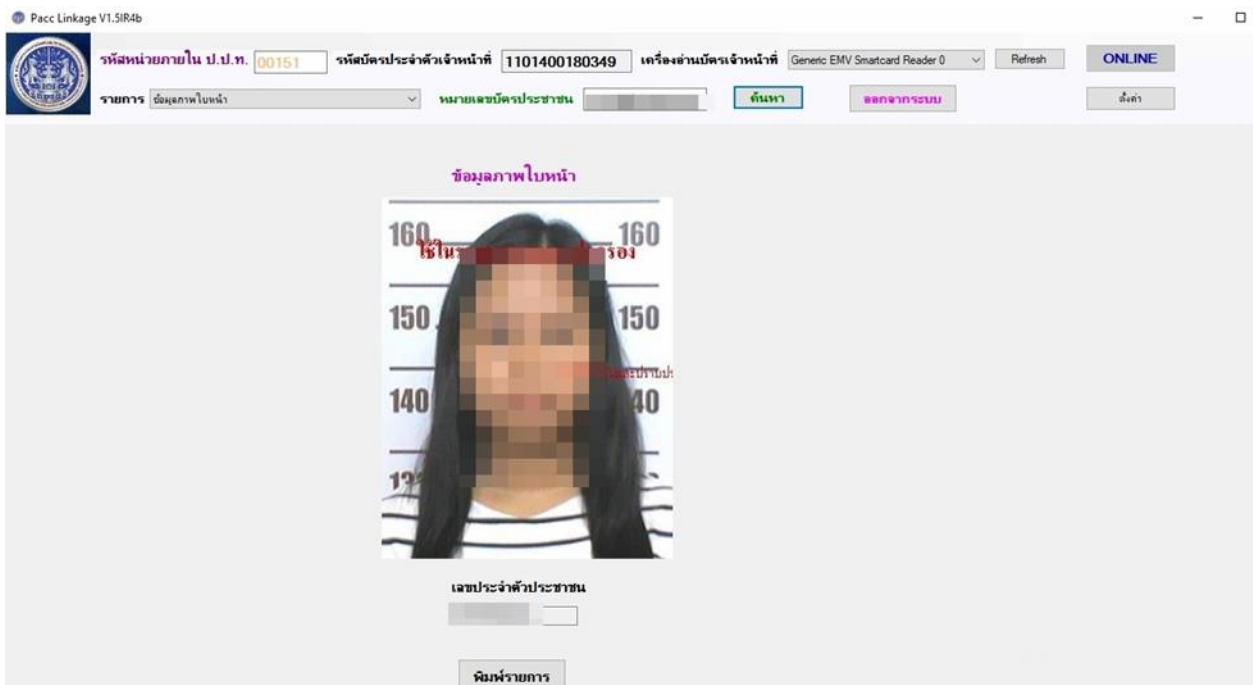 Pacc Linkage V1.5IR4b
รหัสหน่วยภายใน ป.ป.ท. 00151 รหัสบัตรประจำตัวเจ้าหน้าที่ 1101400180349 เครื่องอ่านบัตรเจ้าหน้าที่ Generic EMV Smartcard Reader 0 Refresh ONLINE
รายการ ข้อมูลภาพใบหน้า หมายเลขบัตรประชาชน ค้นหา ออกจากระบบ ตั้งค่า
ข้อมูลภาพใบหน้า
160 160
ใช้ใน
150 150
140 40
เลขประจำตัวประชาชน
พิมพ์รายการ